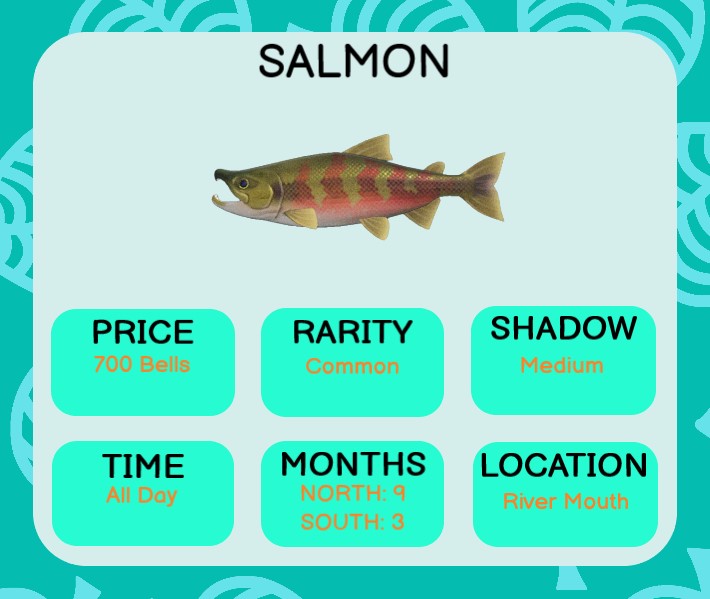 SALMON
PRICE
700 Bells
RARITY
Common
SHADOW
Medium
TIME
All Day
MONTHS
NORTH: 9
SOUTH: 3
LOCATION
River Mouth